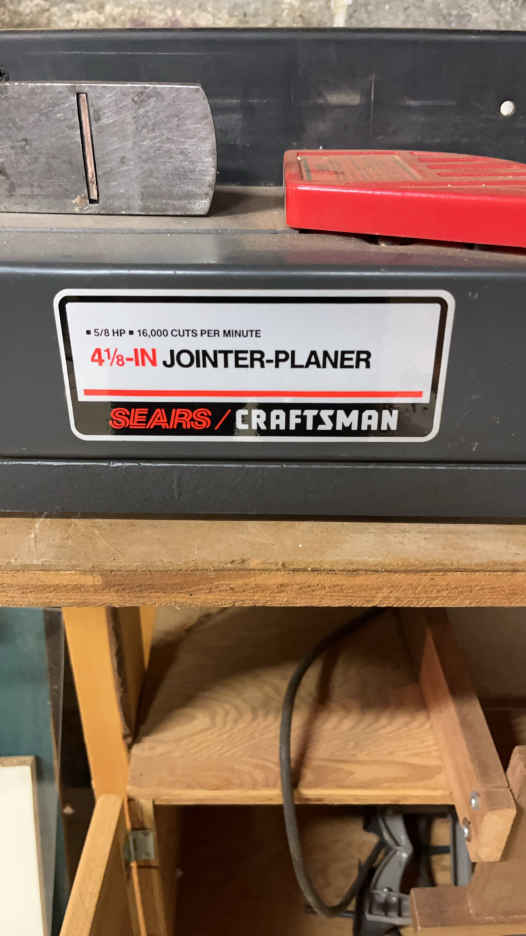 ▪ 5/8 HP ▪ 16,000 CUTS PER MINUTE
4⅛-IN JOINTER-PLANER
SEARS / CRAFTSMAN